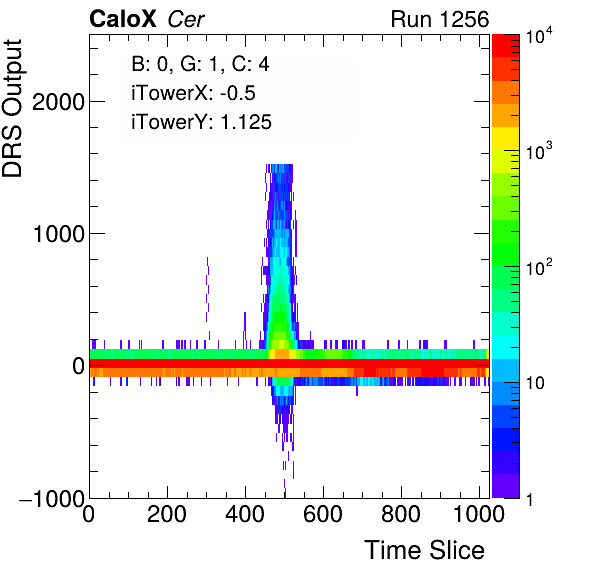 CaloX Cer Run 1256
B: 0, G: 1, C: 4
iTowerX: -0.5
iTowerY: 1.125
DRS Output
2000
1000
0
−1000
0 200 400 600 800 1000
Time Slice
10^4
10^3
10^2
10
1